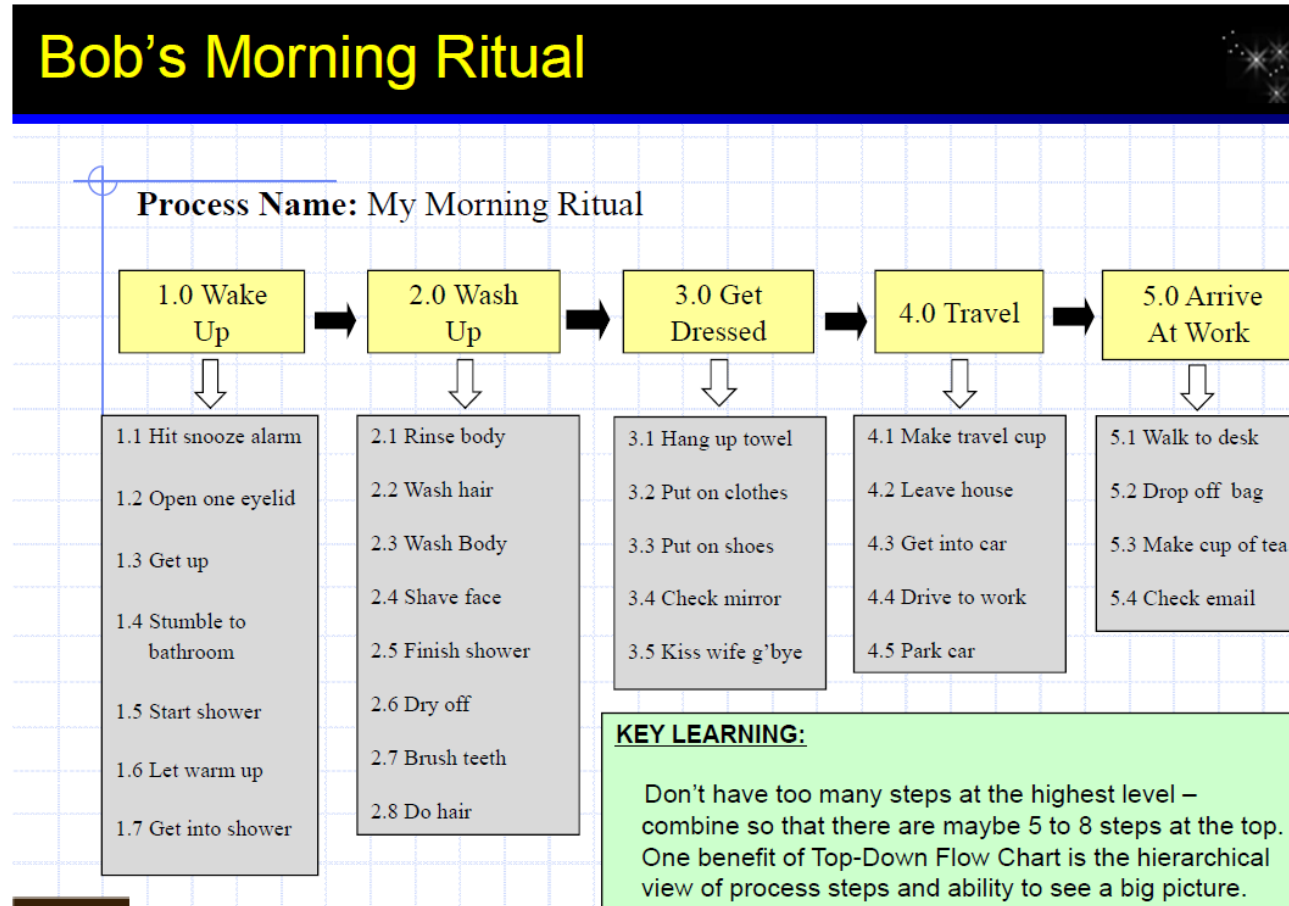 Bob's Morning Ritual
Process Name: My Morning Ritual
1.0 Wake
Up
2.0 Wash
Up
3.0 Get
Dressed
4.0 Travel
5.0 Arrive
At Work
1.1 Hit snooze alarm
1.2 Open one eyelid
1.3 Get up
1.4 Stumble to
bathroom
1.5 Start shower
1.6 Let warm up
1.7 Get into shower
2.1 Rinse body
2.2 Wash hair
2.3 Wash Body
2.4 Shave face
2.5 Finish shower
2.6 Dry off
2.7 Brush teeth
2.8 Do hair
3.1 Hang up towel
3.2 Put on clothes
3.3 Put on shoes
3.4 Check mirror
3.5 Kiss wife g'bye
4.1 Make travel cup
4.2 Leave house
4.3 Get into car
4.4 Drive to work
4.5 Park car
5.1 Walk to desk
5.2 Drop off bag
5.3 Make cup of tea
5.4 Check email
KEY LEARNING:
Don't have too many steps at the highest level –
combine so that there are maybe 5 to 8 steps at the top.
One benefit of Top-Down Flow Chart is the hierarchical
view of process steps and ability to see a big picture.